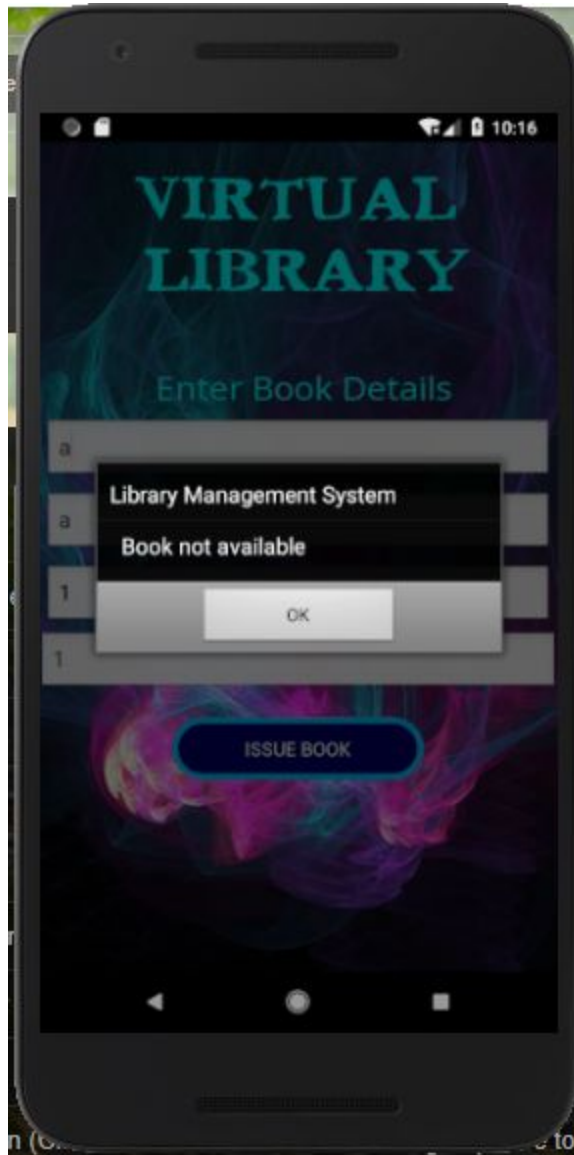 10:16
VIRTUAL
LIBRARY
Enter Book Details
a
Library Management System
a
Book not available
1
OK
1
ISSUE BOOK